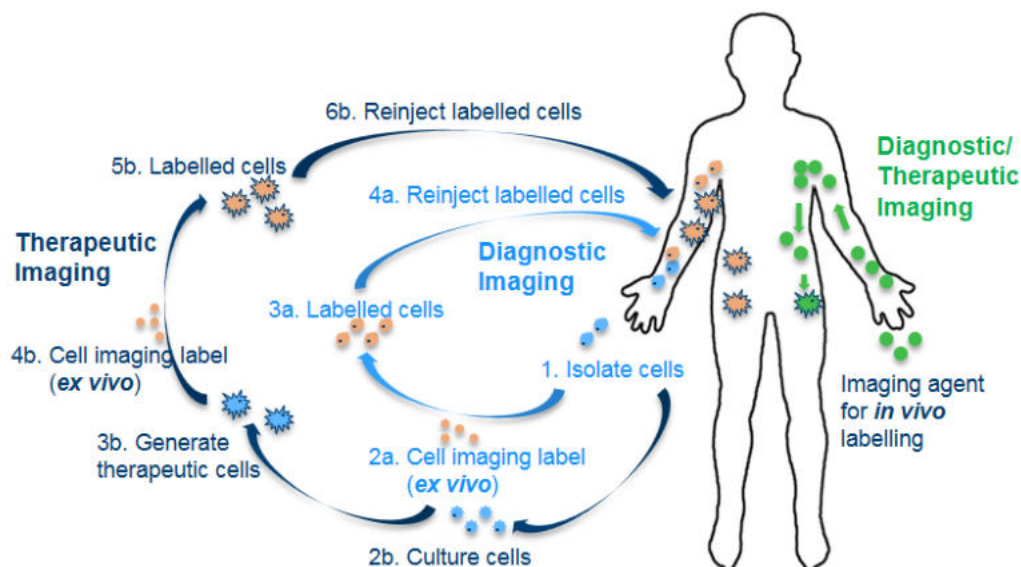 6b. Reinject labelled cells
5b. Labelled cells
4a. Reinject labelled cells
Diagnostic/
Therapeutic
Imaging
Therapeutic
Imaging
Diagnostic
Imaging
3a. Labelled cells
4b. Cell imaging label
(ex vivo)
1. Isolate cells
Imaging agent
for in vivo
labelling
3b. Generate
therapeutic cells
2a. Cell imaging label
(ex vivo)
2b. Culture cells